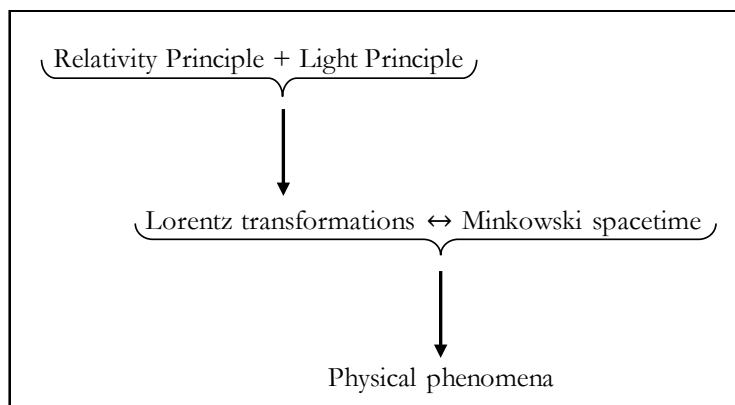 Relativity Principle + Light Principle
Lorentz transformations ↔ Minkowski spacetime
Physical phenomena